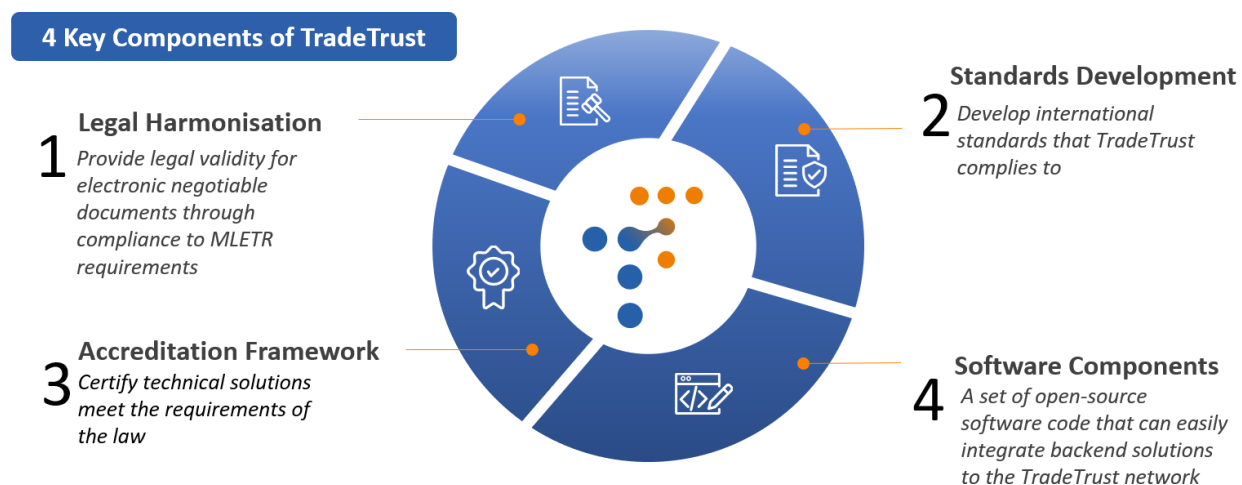 4 Key Components of TradeTrust
1
Legal Harmonisation
Provide legal validity for
electronic negotiable
documents through
compliance to MLETR
requirements
2
Standards Development
Develop international
standards that TradeTrust
complies to
3
Accreditation Framework
Certify technical solutions
meet the requirements of
the law
4
Software Components
A set of open-source
software code that can easily
integrate backend solutions
to the TradeTrust network